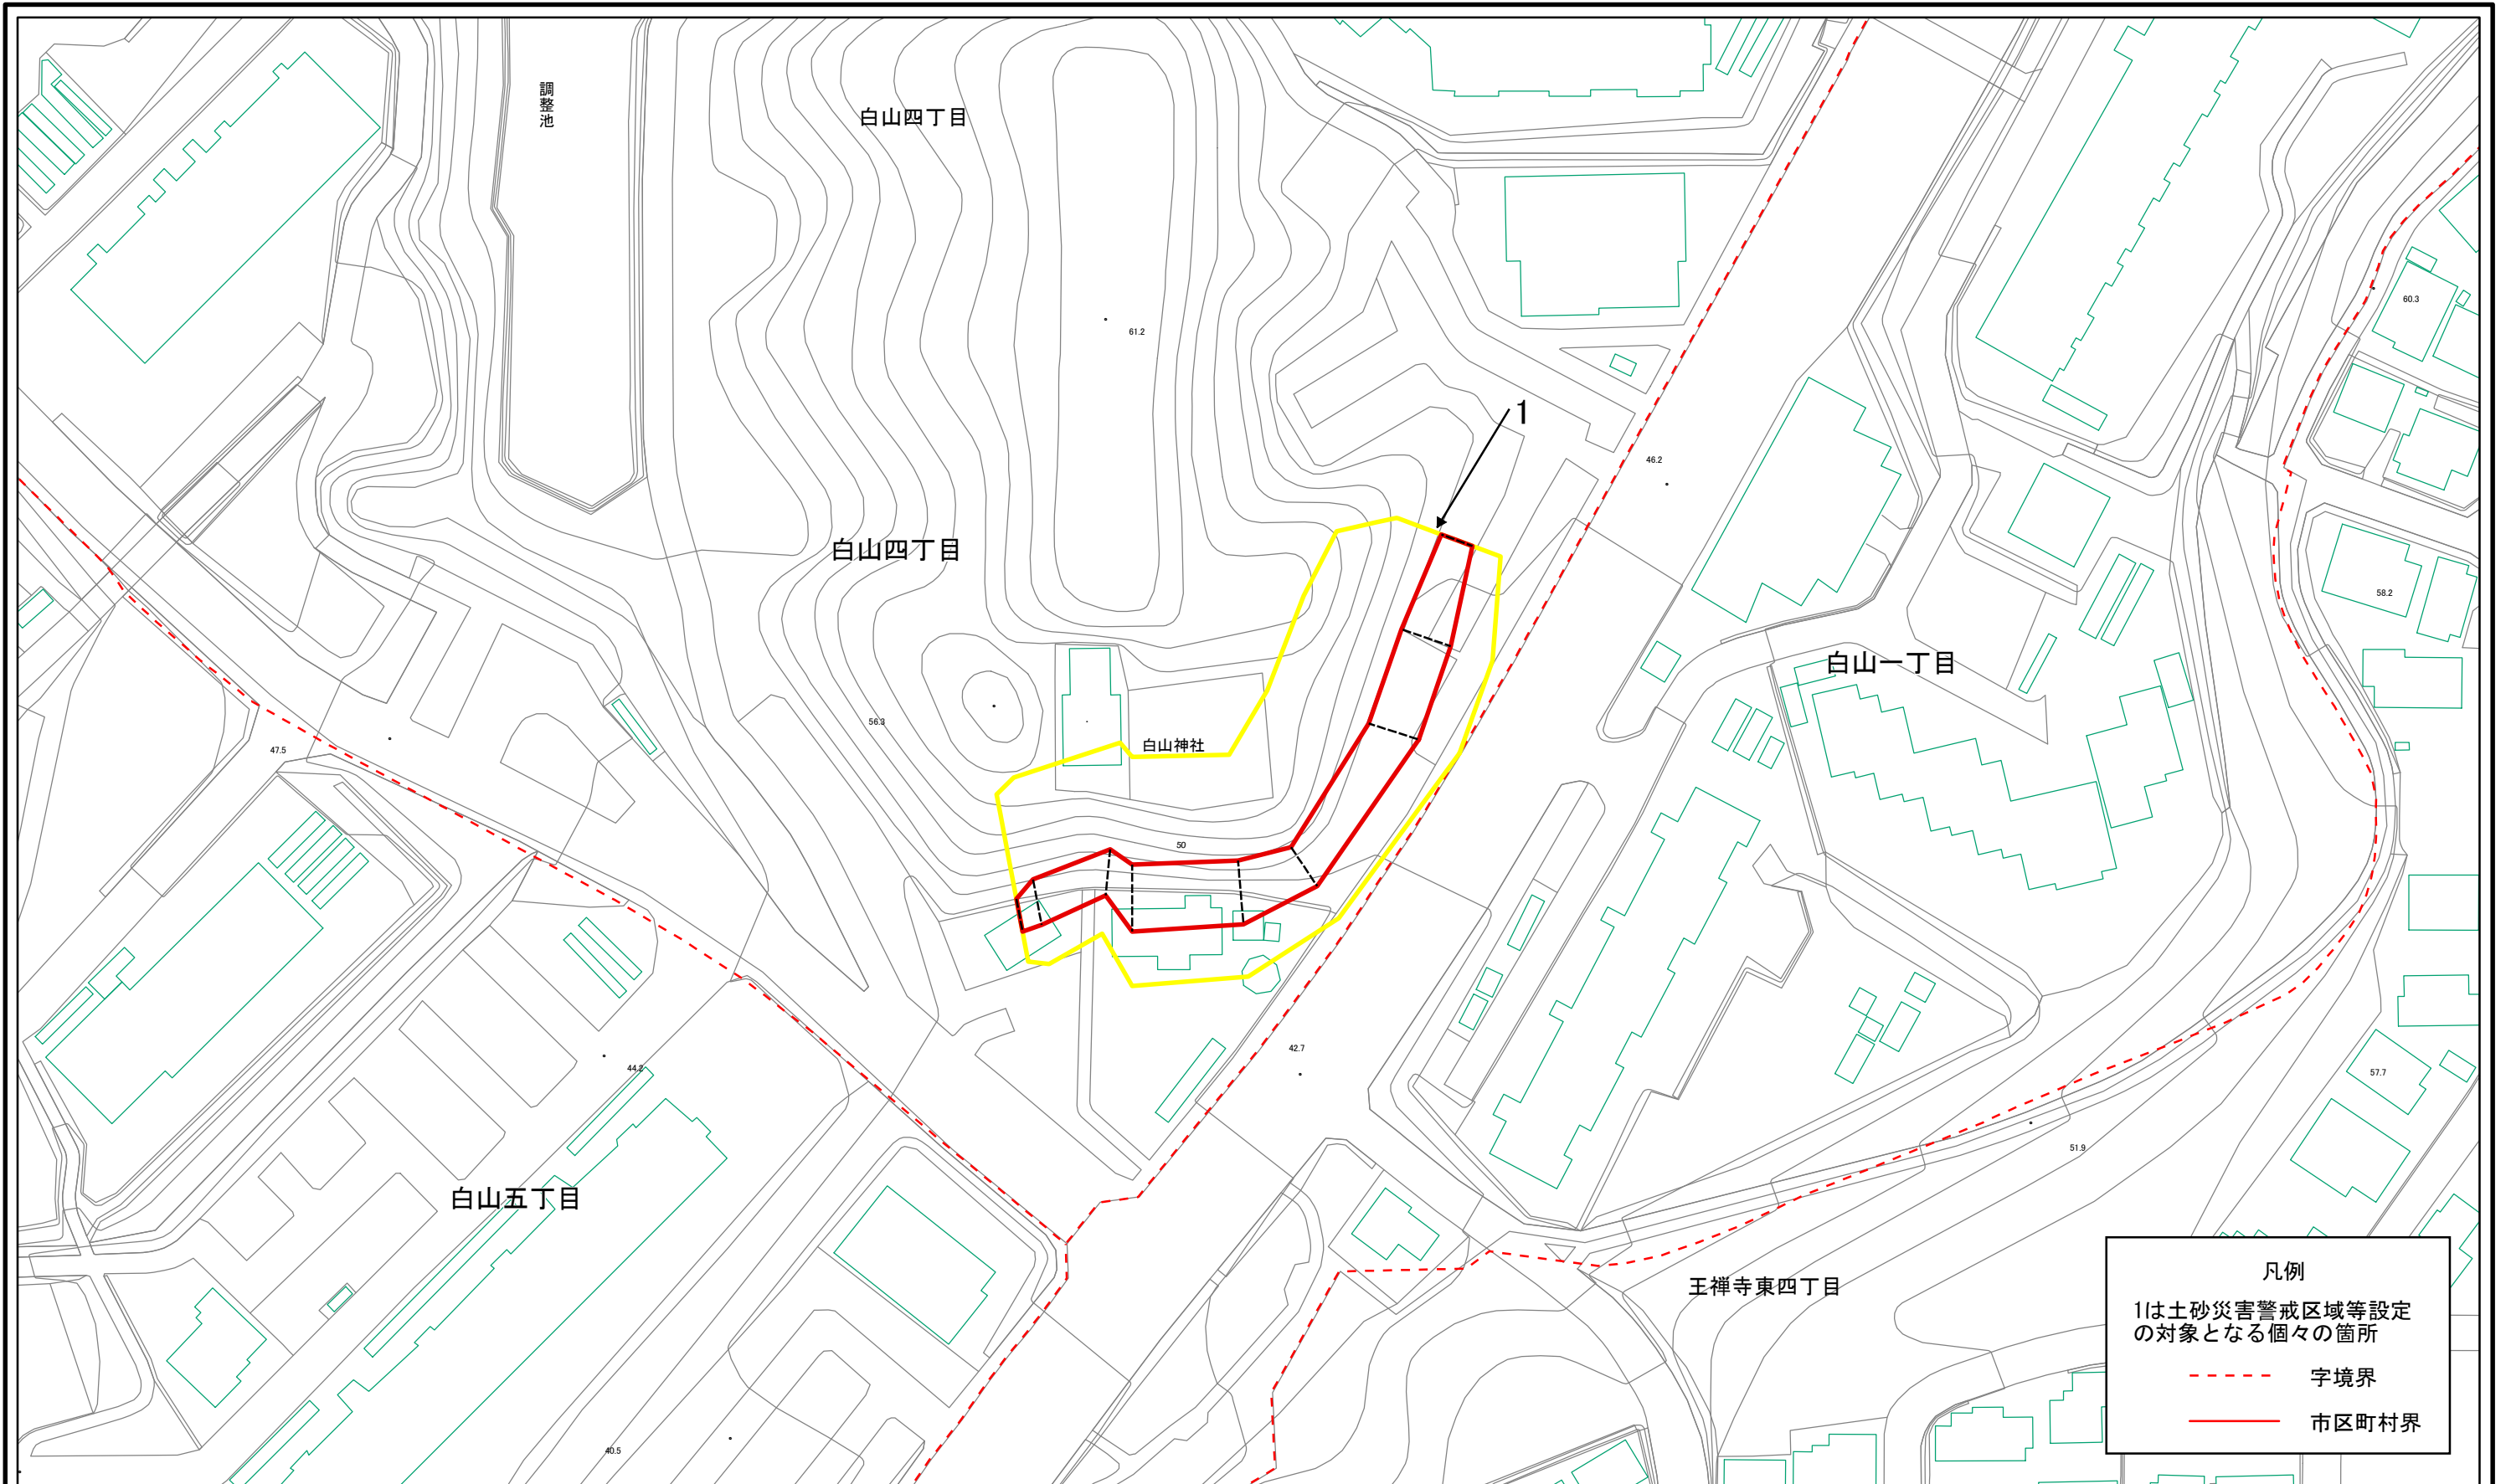 調整池
白山四丁目
61.2
60.3
1
46.2
白山四丁目
58.2
白山一丁目
56.3
白山神社
47.5
50
42.7
44.2
57.7
51.9
白山五丁目
王禅寺東四丁目
40.5
凡例
1は土砂災害警戒区域等設定
の対象となる個々の箇所
字境界
市区町村界